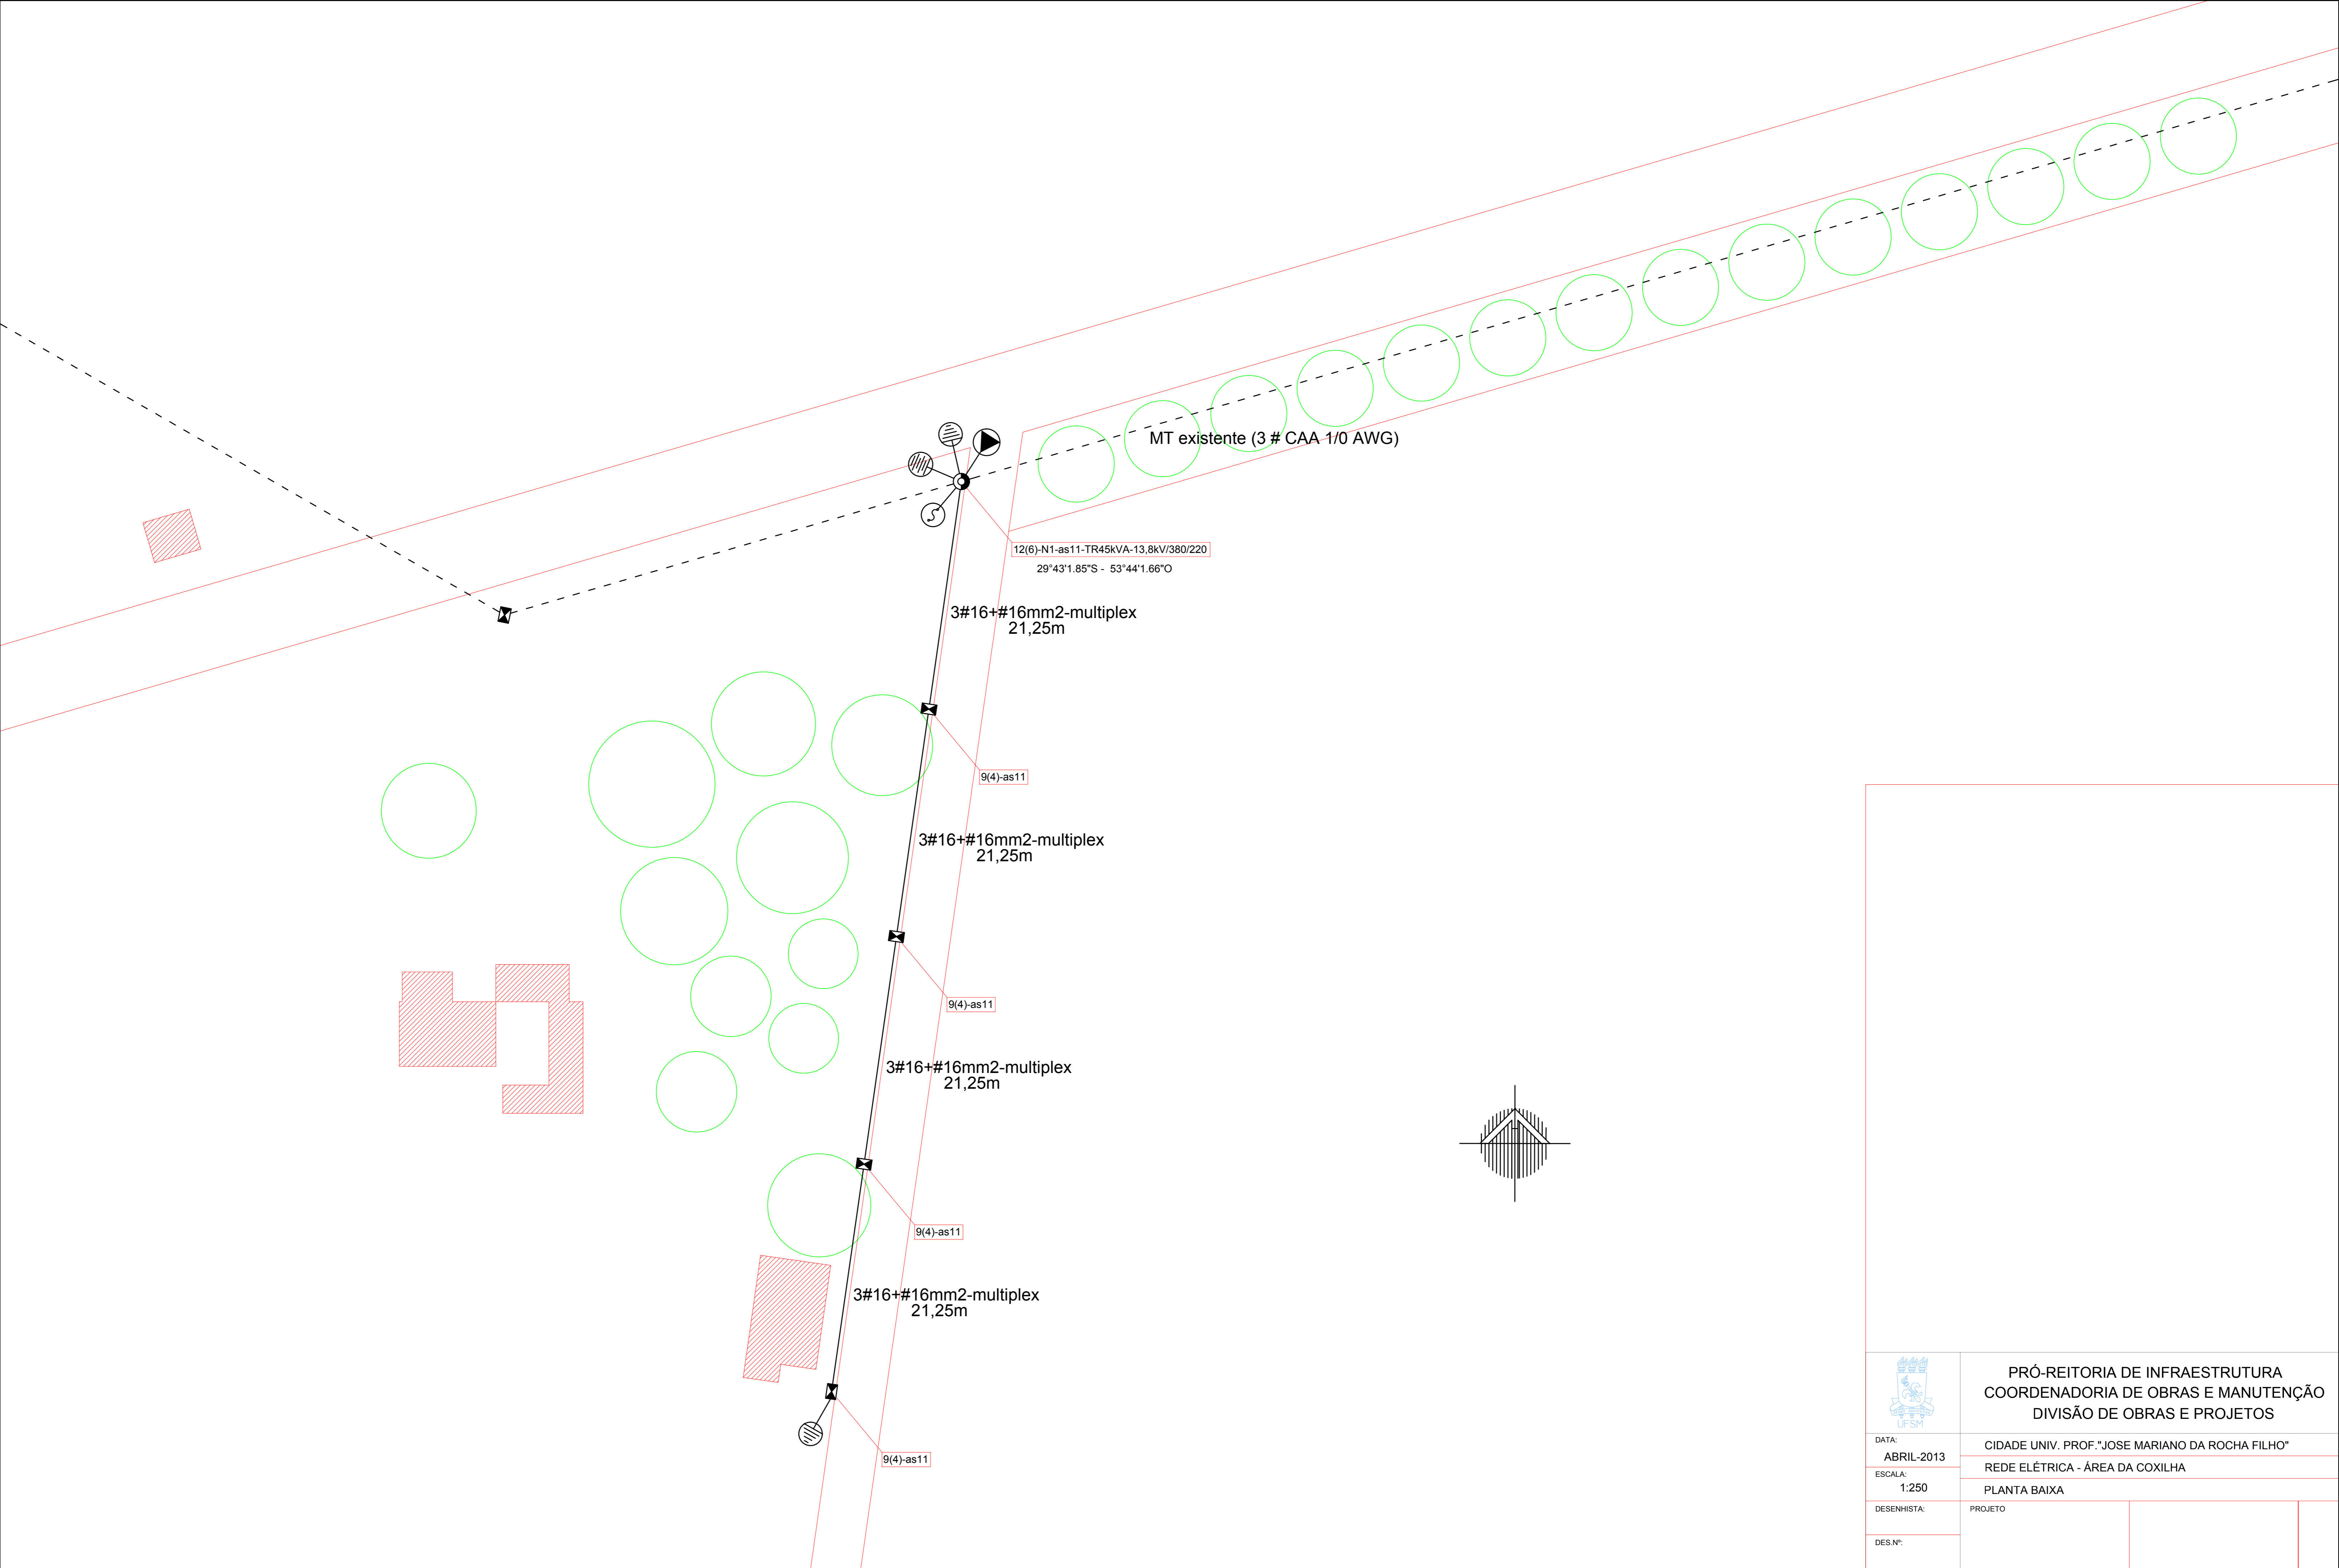 MT existente (3 # CAA 1/0 AWG)
12(6)-N1-as11-TR45kVA-13,8kV/380/220
29°43'1.85"S - 53°44'1.66"O
3#16+#16mm2-multiplex
21,25m
9(4)-as11
3#16+#16mm2-multiplex
21,25m
9(4)-as11
3#16+#16mm2-multiplex
21,25m
9(4)-as11
3#16+#16mm2-multiplex
21,25m
9(4)-as11
UFSM
PRÓ-REITORIA DE INFRAESTRUTURA
COORDENADORIA DE OBRAS E MANUTENÇÃO
DIVISÃO DE OBRAS E PROJETOS
DATA:
ABRIL-2013
CIDADE UNIV. PROF."JOSE MARIANO DA ROCHA FILHO"
REDE ELÉTRICA - ÁREA DA COXILHA
ESCALA:
1:250
PLANTA BAIXA
DESENHISTA:
PROJETO
DES.Nº: